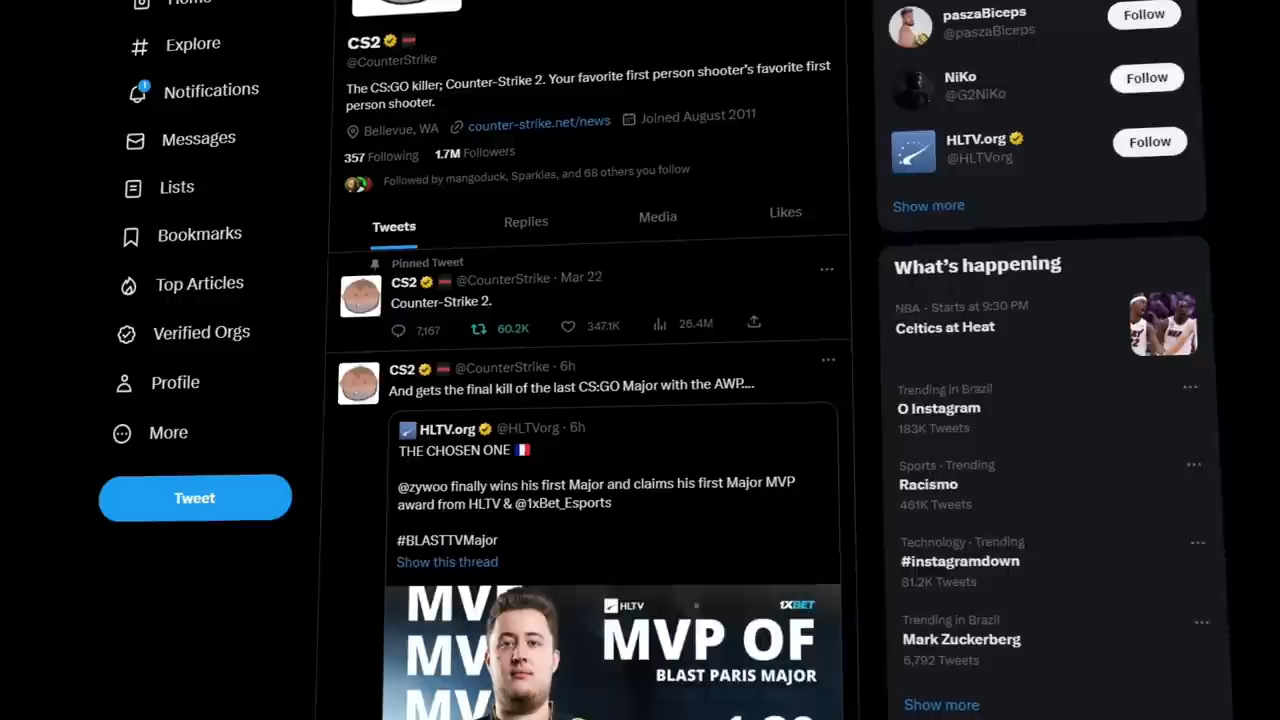 Home
Explore
1
Notifications
Messages
Lists
Bookmarks
Top Articles
Verified Orgs
Profile
More
Tweet
CS2
@CounterStrike
The CS:GO killer; Counter-Strike 2. Your favorite first person shooter's favorite first
person shooter.
Bellevue, WA counter-strike.net/news Joined August 2011
357 Following 1.7M Followers
Followed by mangoduck, Sparkles, and 68 others you follow
Tweets Replies Media Likes
Pinned Tweet
CS2 @CounterStrike · Mar 22
Counter-Strike 2.
7,167 60.2K 347.1K 26.4M
CS2 @CounterStrike · 6h
And gets the final kill of the last CS:GO Major with the AWP....
HLTV.org @HLTVorg · 6h
THE CHOSEN ONE
@zywoo finally wins his first Major and claims his first Major MVP
award from HLTV & @1xBet_Esports
#BLASTTVMajor
Show this thread
MVP
MVP
MVP
HLTV 1XBET
MVP OF
BLAST PARIS MAJOR
paszaBiceps
@paszaBiceps
Follow
NiKo
@G2NiKo
Follow
HLTV.org
@HLTVorg
Follow
Show more
What's happening
NBA · Starts at 9:30 PM
Celtics at Heat
Trending in Brazil
O Instagram
183K Tweets
Sports · Trending
Racismo
461K Tweets
Technology · Trending
#instagramdown
81.2K Tweets
Trending in Brazil
Mark Zuckerberg
6,792 Tweets
Show more